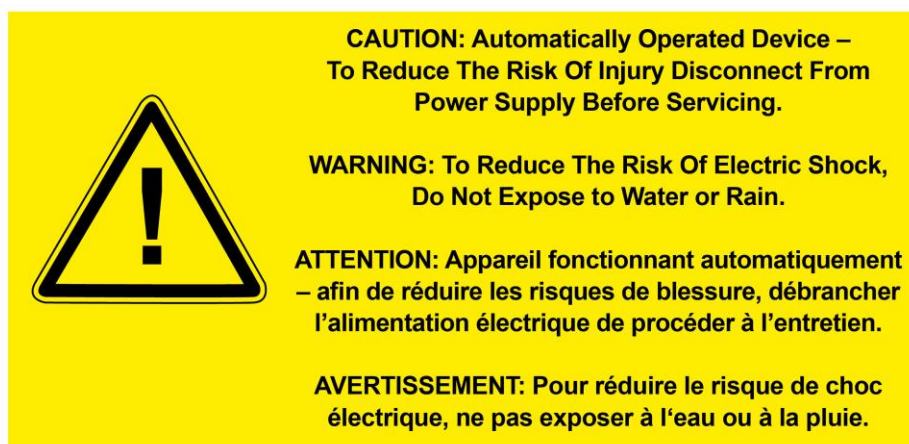 CAUTION: Automatically Operated Device –
To Reduce The Risk Of Injury Disconnect From
Power Supply Before Servicing.
WARNING: To Reduce The Risk Of Electric Shock,
Do Not Expose to Water or Rain.
ATTENTION: Appareil fonctionnant automatiquement
– afin de réduire les risques de blessure, débrancher
l’alimentation électrique de procéder à l’entretien.
AVERTISSEMENT: Pour réduire le risque de choc
électrique, ne pas exposer à l‘eau ou à la pluie.